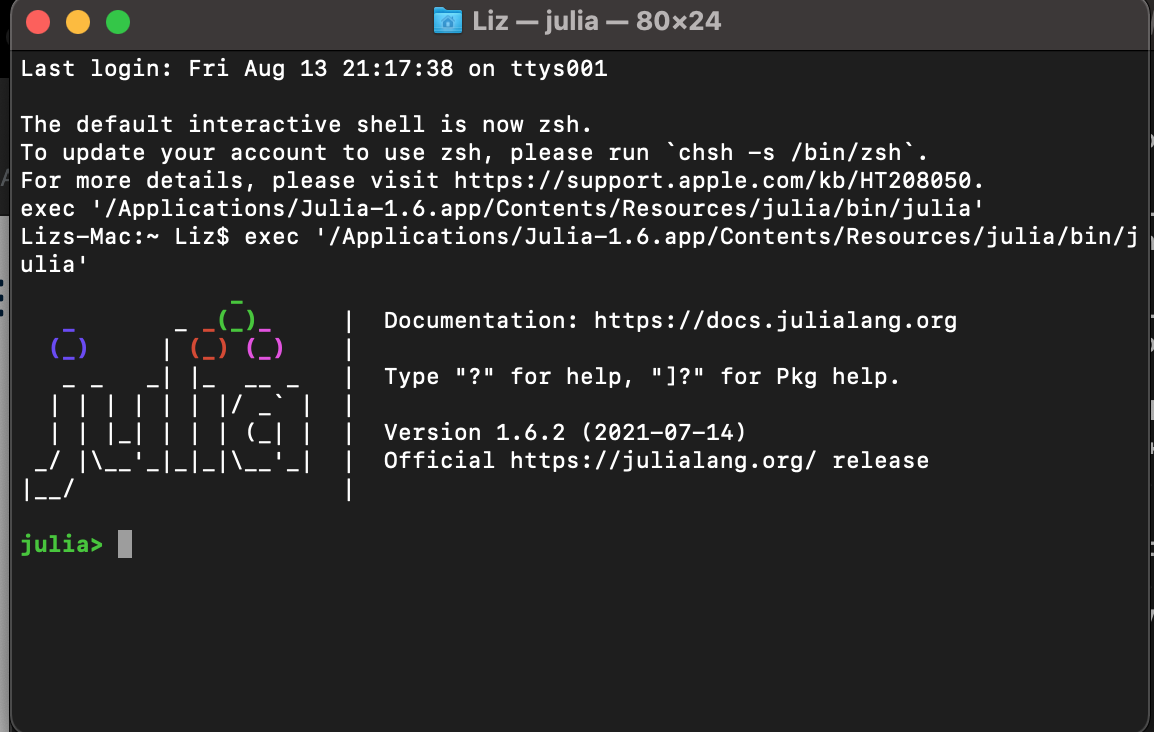 Liz — julia — 80×24
Last login: Fri Aug 13 21:17:38 on ttys001
The default interactive shell is now zsh.
To update your account to use zsh, please run `chsh -s /bin/zsh`.
For more details, please visit https://support.apple.com/kb/HT208050.
exec '/Applications/Julia-1.6.app/Contents/Resources/julia/bin/julia'
Lizs-Mac:~ Liz$ exec '/Applications/Julia-1.6.app/Contents/Resources/julia/bin/j
ulia'
               _
   _       _ _(_)_     |  Documentation: https://docs.julialang.org
  (_)     | (_) (_)    |
   _ _   _| |_  __ _   |  Type "?" for help, "]?" for Pkg help.
  | | | | | | |/ _` |  |
  | | |_| | | | (_| |  |  Version 1.6.2 (2021-07-14)
 _/ |\__'_|_|_|\__'_|  |  Official https://julialang.org/ release
|__/                   |
julia>